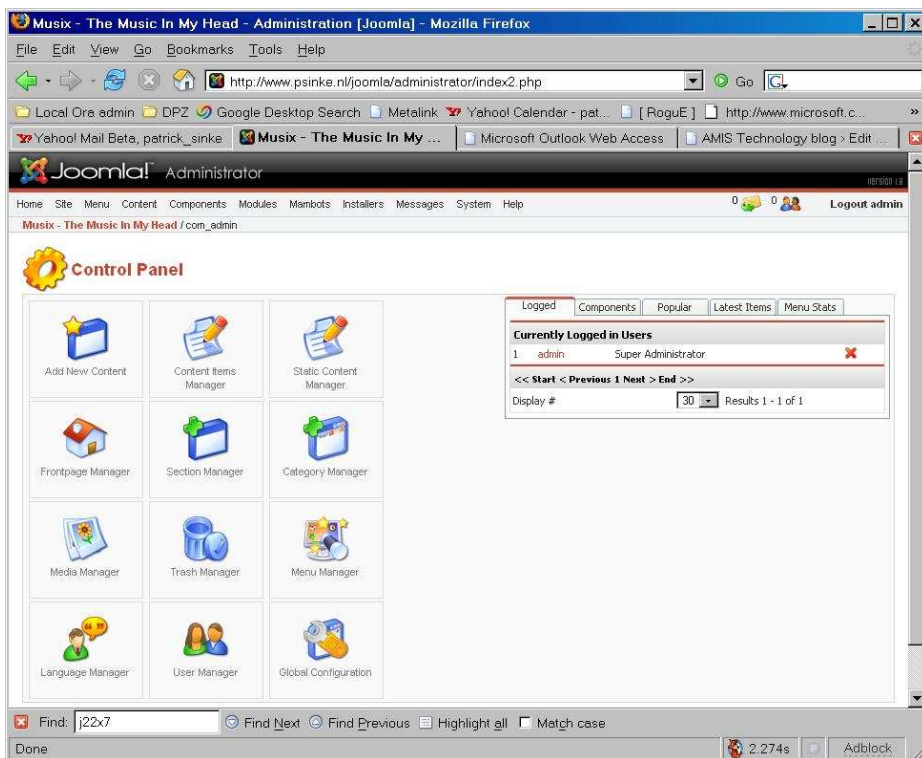 Musix - The Music In My Head - Administration [Joomla] - Mozilla Firefox
File Edit View Go Bookmarks Tools Help
http://www.psinke.nl/joomla/administrator/index2.php Go G
Local Ora admin DPZ Google Desktop Search Metalink Yahoo! Calendar - pat... [ RoguE ] http://www.microsoft.c... »
Yahoo! Mail Beta, patrick_sinke Musix - The Music In My ... Microsoft Outlook Web Access AMIS Technology blog › Edit ...
Joomla! Administrator
Home Site Menu Content Components Modules Mambots Installers Messages System Help 0 0 Logout admin
Musix - The Music In My Head / com_admin
Control Panel
Logged Components Popular Latest Items Menu Stats
Currently Logged in Users
1 admin Super Administrator
<< Start < Previous 1 Next > End >>
Display # 30 Results 1 - 1 of 1
Add New Content
Content Items Manager
Static Content Manager
Frontpage Manager
Section Manager
Category Manager
Media Manager
Trash Manager
Menu Manager
Language Manager
User Manager
Global Configuration
Find: j22x7 Find Next Find Previous Highlight all Match case
Done 2.274s Adblock